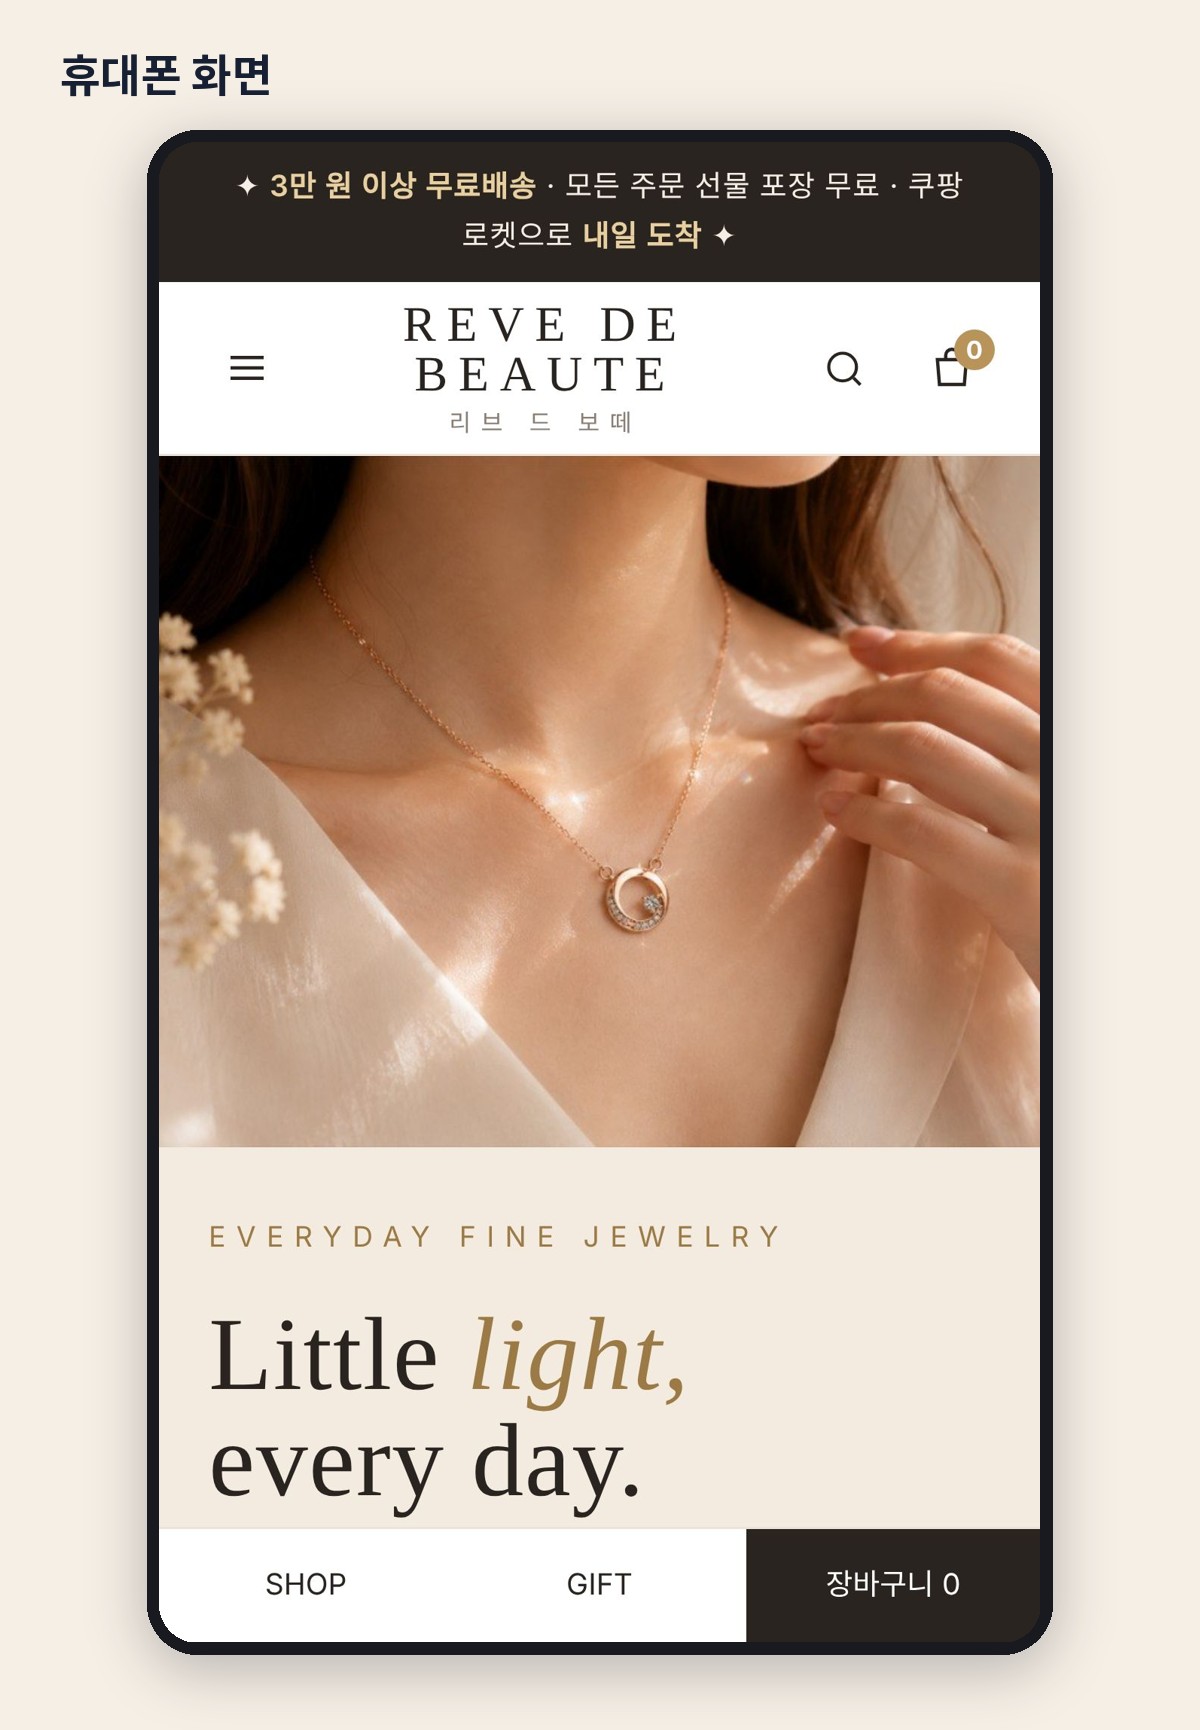 휴대폰 화면
✦ 3만 원 이상 무료배송 · 모든 주문 선물 포장 무료 · 쿠팡
로켓으로 내일 도착 ✦
REVE DE
BEAUTE
리브 드 보떼
0
EVERYDAY FINE JEWELRY
Little light,
every day.
SHOP
GIFT
장바구니 0